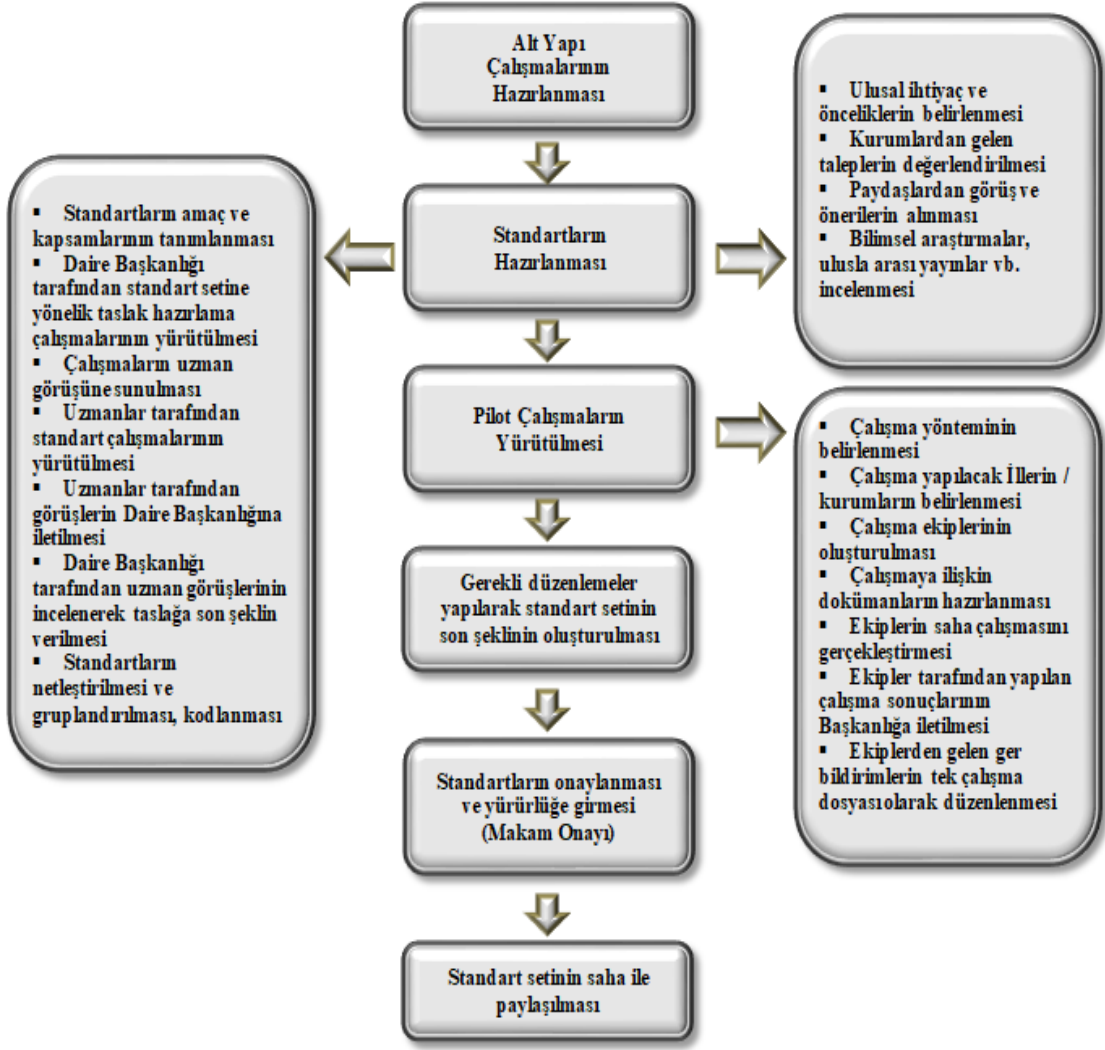 Alt Yapı
Çalışmalarının
Hazırlanması
▪ Ulusal ihtiyaç ve
önceliklerin belirlenmesi
▪ Kurumlardan gelen
taleplerin değerlendirilmesi
▪ Paydaşlardan görüş ve
önerilerin alınması
▪ Bilimsel araştırmalar,
ulusla arası yayınlar vb.
incelenmesi
Standartların
Hazırlanması
▪ Standartların amaç ve
kapsamlarının tanımlanması
▪ Daire Başkanlığı
tarafından standart setine
yönelik taslak hazırlama
çalışmalarının yürütülmesi
▪ Çalışmaların uzman
görüşüne sunulması
▪ Uzmanlar tarafından
standart çalışmalarının
yürütülmesi
▪ Uzmanlar tarafından
görüşlerin Daire Başkanlığına
iletilmesi
▪ Daire Başkanlığı
tarafından uzman görüşlerinin
incelenerek taslağa son şeklin
verilmesi
▪ Standartların
netleştirilmesi ve
gruplandırılması, kodlanması
Pilot Çalışmaların
Yürütülmesi
▪ Çalışma yönteminin
belirlenmesi
▪ Çalışma yapılacak İllerin /
kurumların belirlenmesi
▪ Çalışma ekiplerinin
oluşturulması
▪ Çalışmaya ilişkin
dokümanların hazırlanması
▪ Ekiplerin saha çalışmasını
gerçekleştirmesi
▪ Ekipler tarafından yapılan
çalışma sonuçlarının
Başkanlığa iletilmesi
▪ Ekiplerden gelen ger
bildirimlerin tek çalışma
dosyası olarak düzenlenmesi
Gerekli düzenlemeler
yapılarak standart setinin
son şeklinin oluşturulması
Standartların onaylanması
ve yürürlüğe girmesi
(Makam Onayı)
Standart setinin saha ile
paylaşılması